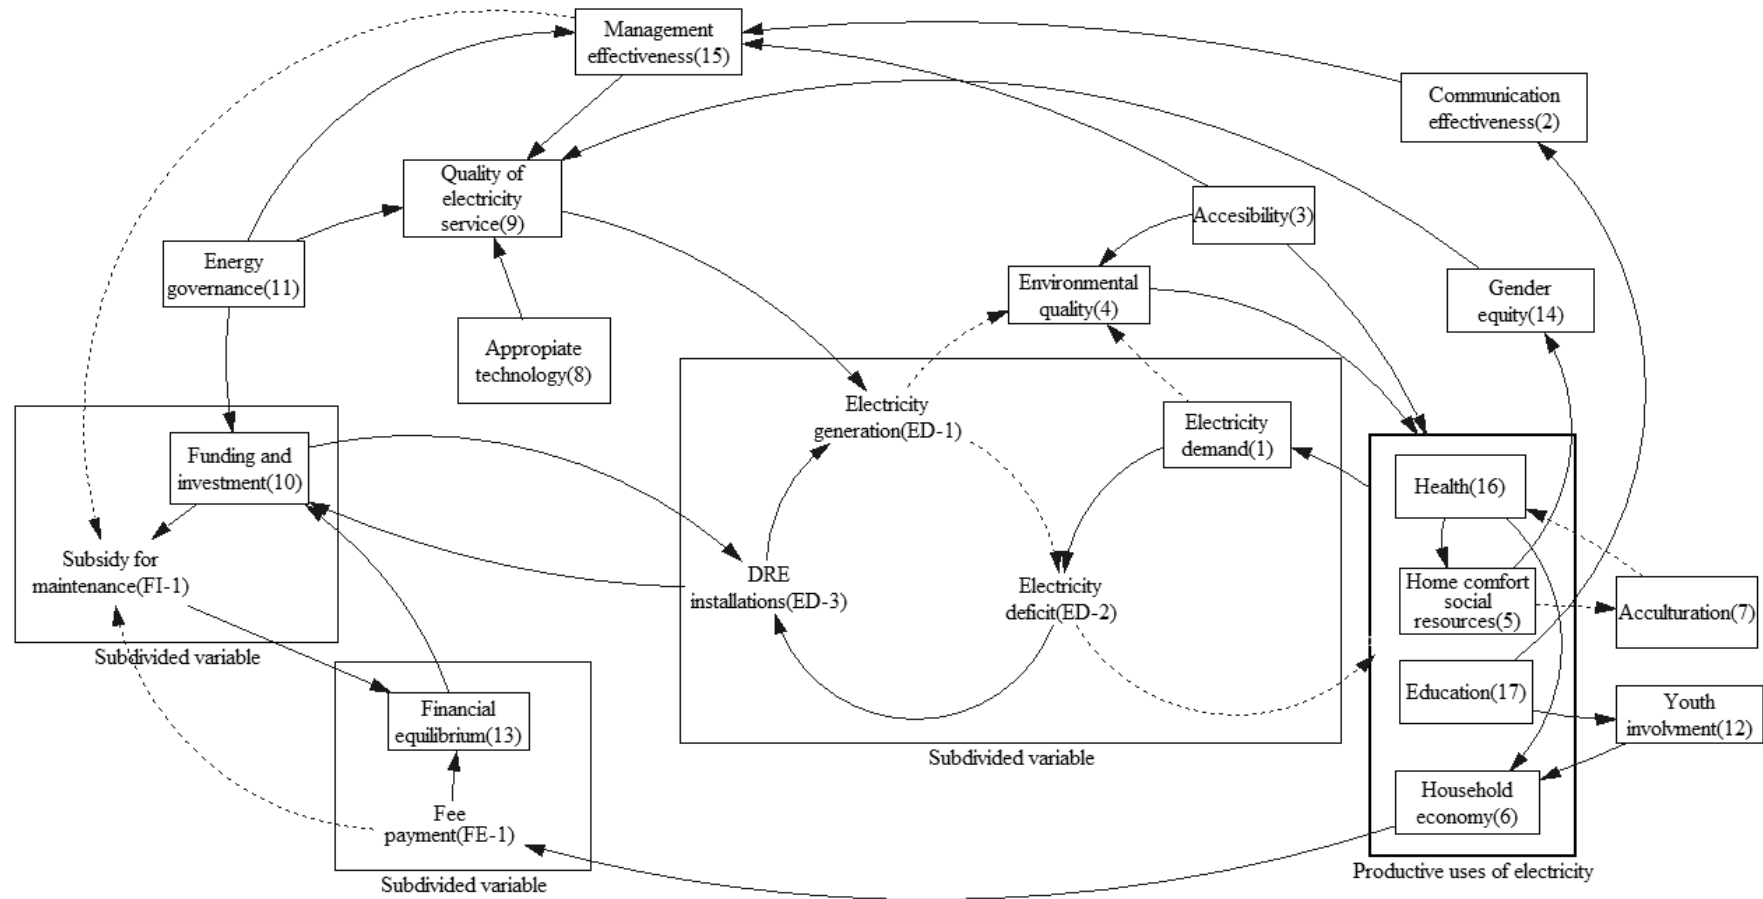 Management
effectiveness(15)
Communication
effectiveness(2)
Quality of
electricity
service(9)
Accesibility(3)
Energy
governance(11)
Environmental
quality(4)
Gender
equity(14)
Appropiate
technology(8)
Electricity
generation(ED-1)
Electricity
demand(1)
Funding and
investment(10)
Health(16)
Subsidy for
maintenance(FI-1)
DRE
installations(ED-3)
Electricity
deficit(ED-2)
Home comfort
social
resources(5)
Acculturation(7)
Subdivided variable
Education(17)
Youth
involvment(12)
Financial
equilibrium(13)
Subdivided variable
Household
economy(6)
Fee
payment(FE-1)
Productive uses of electricity
Subdivided variable